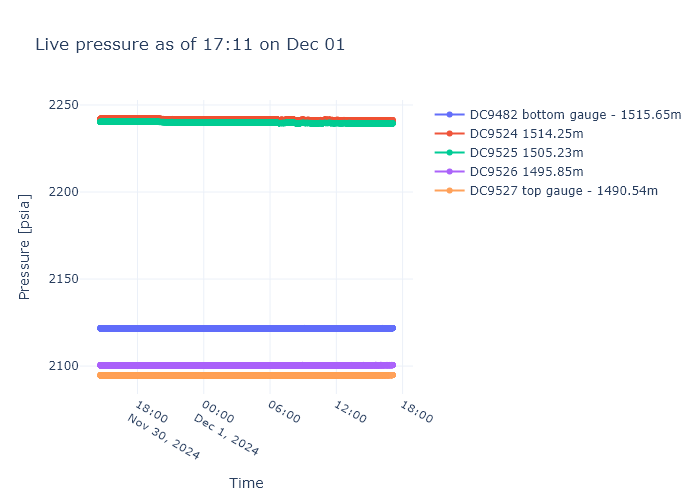 Live pressure as of 17:11 on Dec 01
2250
2200
2150
2100
Pressure [psia]
18:00
Nov 30, 2024
00:00
Dec 1, 2024
06:00
12:00
18:00
Time
DC9482 bottom gauge - 1515.65m
DC9524 1514.25m
DC9525 1505.23m
DC9526 1495.85m
DC9527 top gauge - 1490.54m